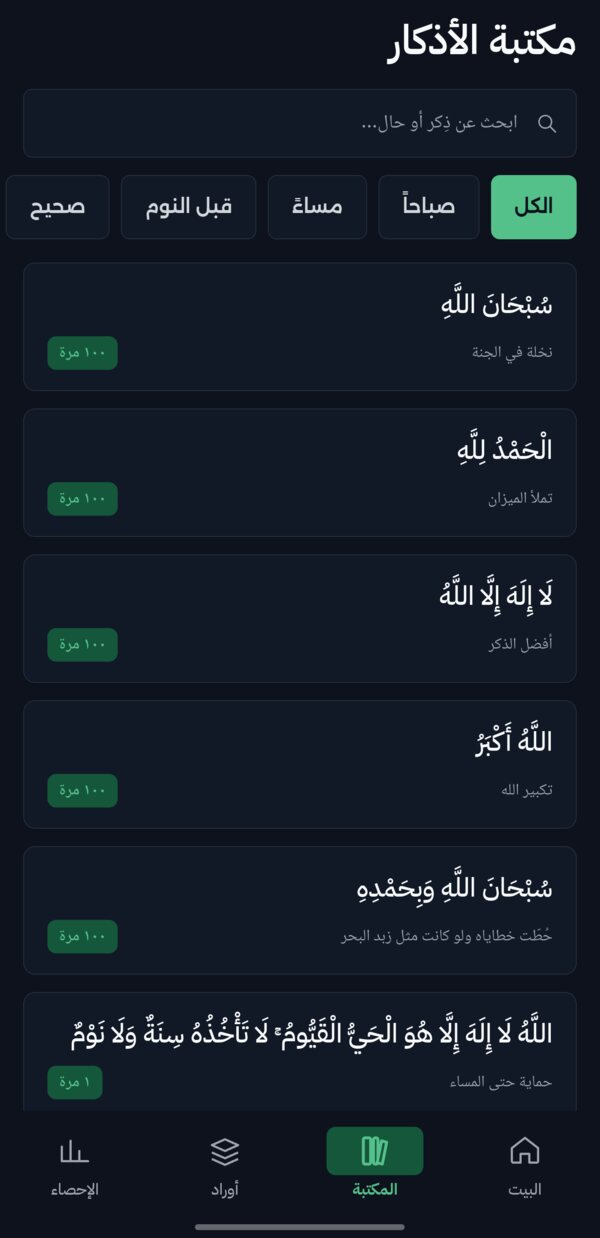 مكتبة الأذكار
ابحث عن ذِكر أو حال...
الكل
صباحاً
مساءً
قبل النوم
صحيح
سُبْحَانَ اللَّهِ
نخلة في الجنة
١٠٠ مرة
الْحَمْدُ لِلَّهِ
تملأ الميزان
١٠٠ مرة
لَا إِلَهَ إِلَّا اللَّهُ
أفضل الذكر
١٠٠ مرة
اللَّهُ أَكْبَرُ
تكبير الله
١٠٠ مرة
سُبْحَانَ اللَّهِ وَبِحَمْدِهِ
حُطّت خطاياه ولو كانت مثل زبد البحر
١٠٠ مرة
اللَّهُ لَا إِلَهَ إِلَّا هُوَ الْحَيُّ الْقَيُّومُ ۚ لَا تَأْخُذُهُ سِنَةٌ وَلَا نَوْمٌ
حماية حتى المساء
١ مرة
البيت
المكتبة
أوراد
الإحصاء